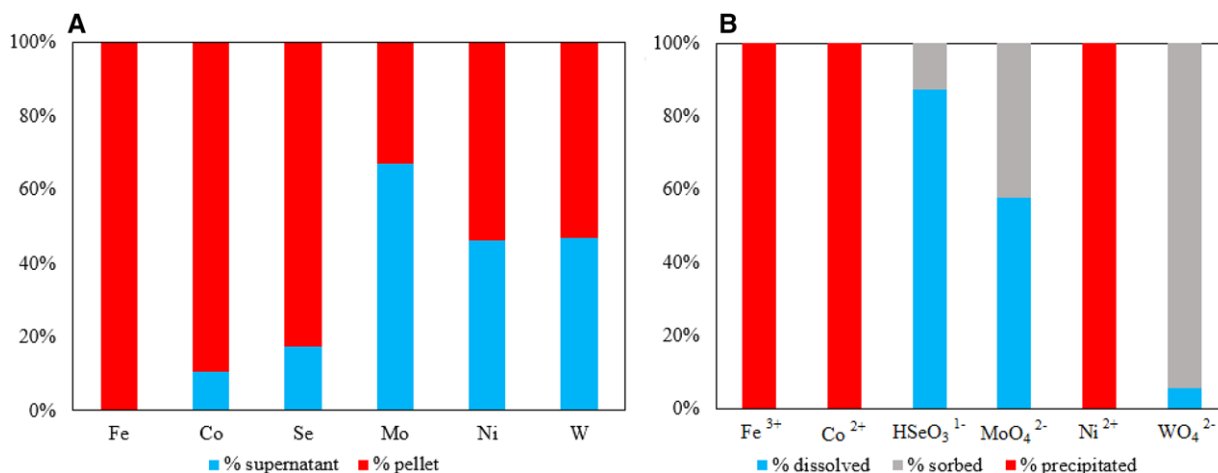 A
100%
80%
60%
40%
20%
0%
Fe Co Se Mo Ni W
% supernatant % pellet
B
100%
80%
60%
40%
20%
0%
Fe 3+ Co 2+ HSeO3 1- MoO4 2- Ni 2+ WO4 2-
% dissolved % sorbed % precipitated